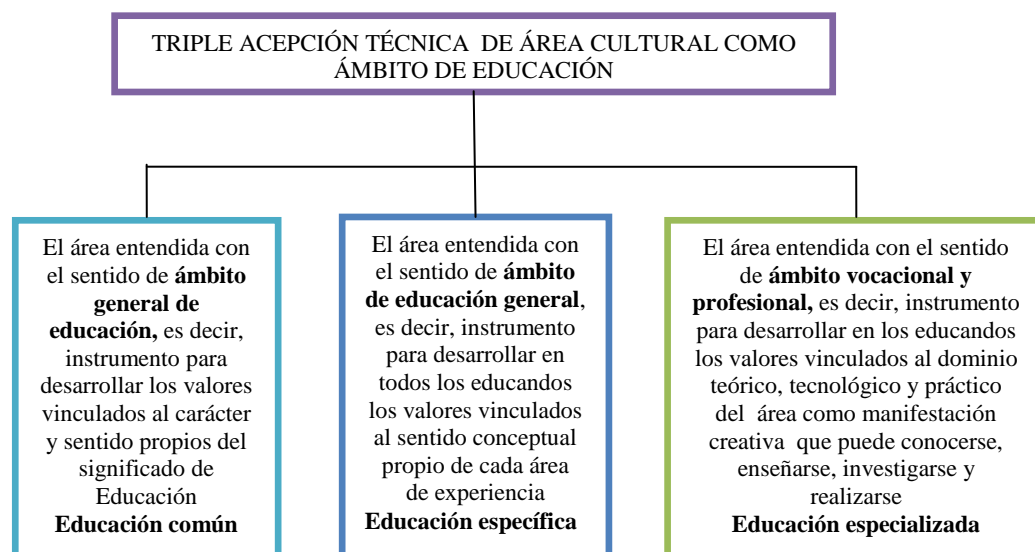 TRIPLE ACEPCIÓN TÉCNICA DE ÁREA CULTURAL COMO
ÁMBITO DE EDUCACIÓN
El área entendida con
el sentido de ámbito
general de
educación, es decir,
instrumento para
desarrollar los valores
vinculados al carácter
y sentido propios del
significado de
Educación
Educación común
El área entendida con
el sentido de ámbito
de educación general,
es decir, instrumento
para desarrollar en
todos los educandos
los valores vinculados
al sentido conceptual
propio de cada área
de experiencia
Educación específica
El área entendida con el sentido
de ámbito vocacional y
profesional, es decir, instrumento
para desarrollar en los educandos
los valores vinculados al dominio
teórico, tecnológico y práctico
del área como manifestación
creativa que puede conocerse,
enseñarse, investigarse y
realizarse
Educación especializada